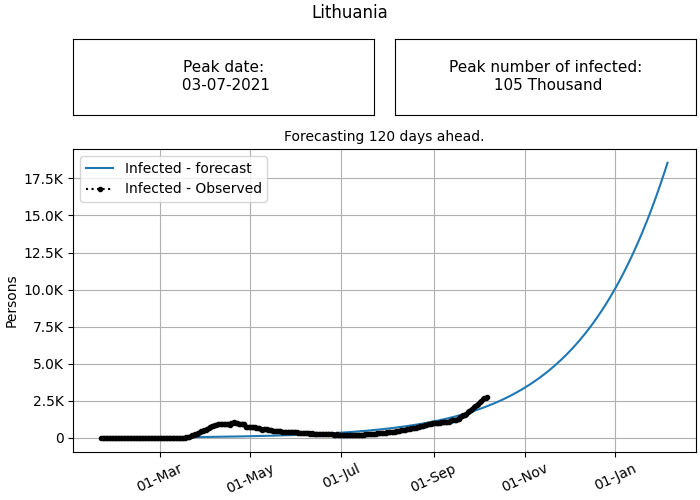 Lithuania
Peak date:
03-07-2021
Peak number of infected:
105 Thousand
Forecasting 120 days ahead.
Infected - forecast
Infected - Observed
17.5K
15.0K
12.5K
10.0K
7.5K
5.0K
2.5K
0
Persons
01-Mar
01-May
01-Jul
01-Sep
01-Nov
01-Jan